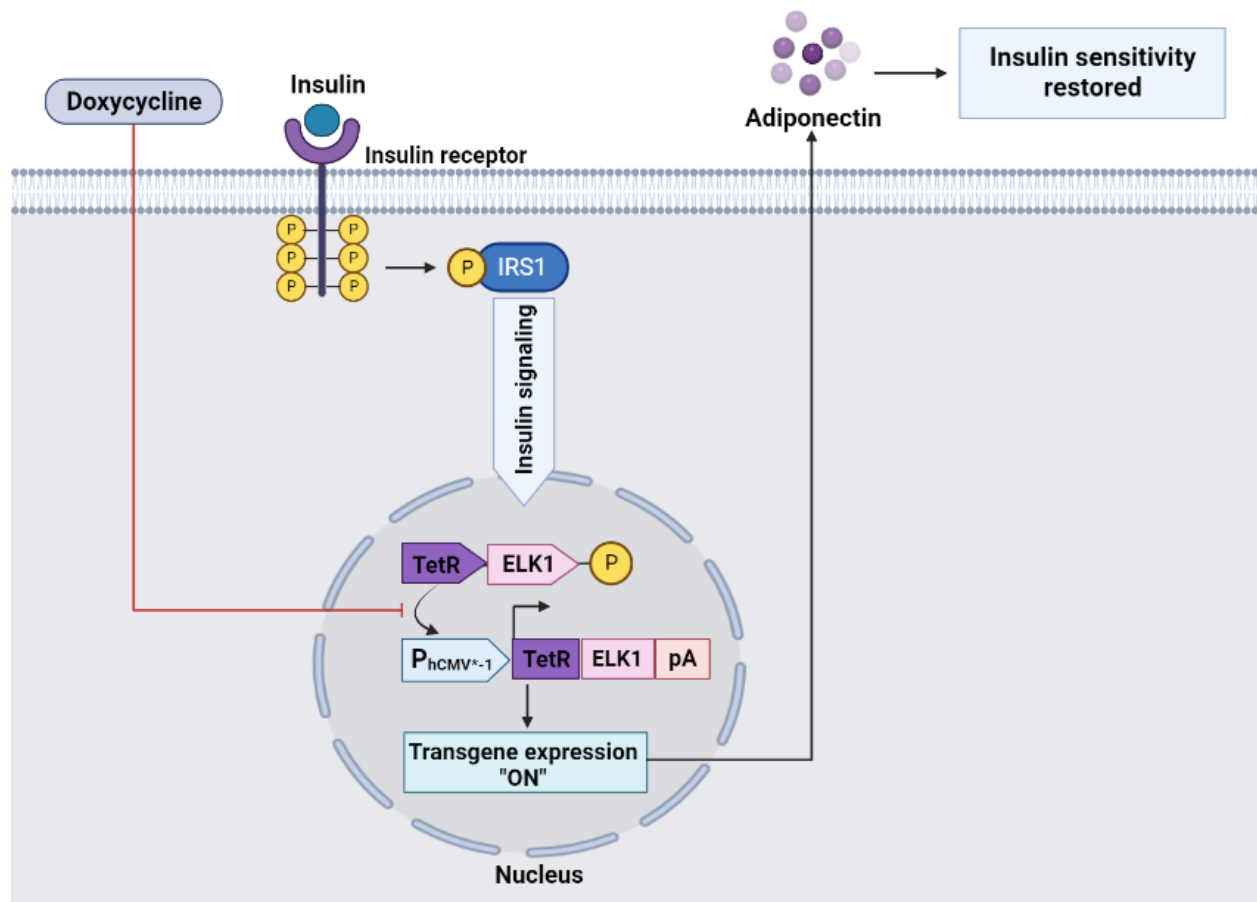 Doxycycline
Insulin
Insulin receptor
Adiponectin
Insulin sensitivity
restored
P
P
P
P
P
P
P
IRS1
Insulin signaling
TetR
ELK1
P
PhCMV*-1
TetR
ELK1
pA
Transgene expression
"ON"
Nucleus